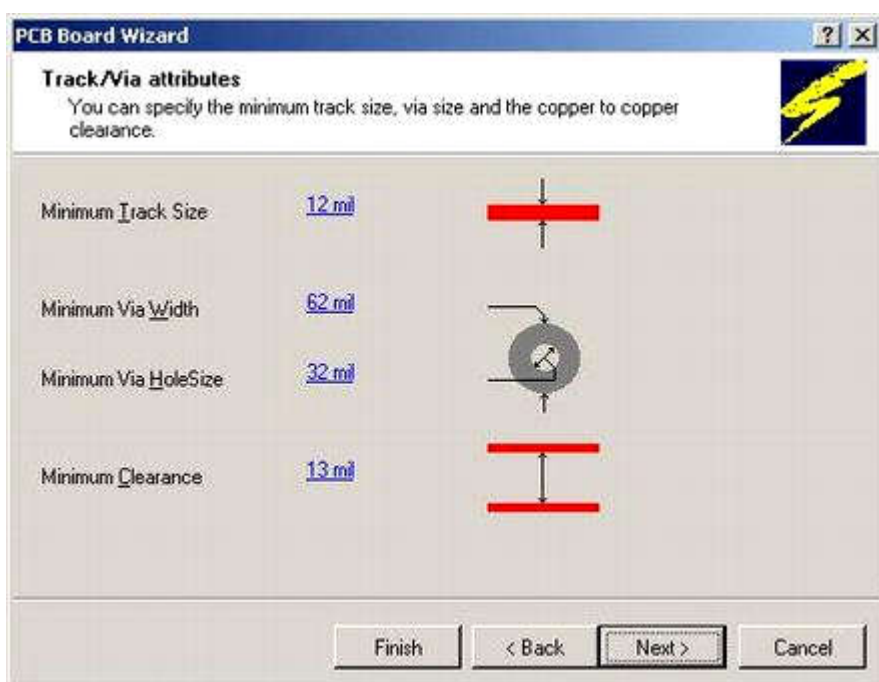 PCB Board Wizard
Track/Via attributes
You can specify the minimum track size, via size and the copper to copper
clearance.
Minimum Track Size 12 mil
Minimum Via Width 62 mil
Minimum Via HoleSize 32 mil
Minimum Clearance 13 mil
Finish < Back Next > Cancel